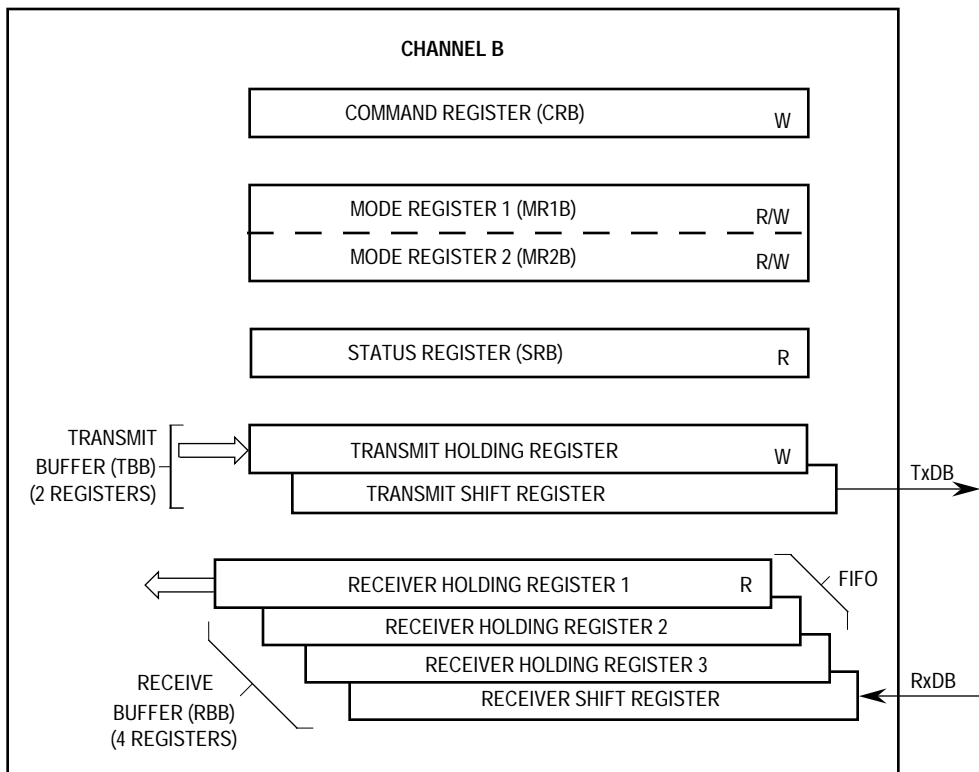 CHANNEL B
COMMAND REGISTER (CRB) W
MODE REGISTER 1 (MR1B) R/W
MODE REGISTER 2 (MR2B) R/W
STATUS REGISTER (SRB) R
TRANSMIT
BUFFER (TBB)
(2 REGISTERS)
TRANSMIT HOLDING REGISTER W
TRANSMIT SHIFT REGISTER
TxDB
RECEIVER HOLDING REGISTER 1 R
FIFO
RECEIVER HOLDING REGISTER 2
RECEIVER HOLDING REGISTER 3
RECEIVER SHIFT REGISTER
RxDB
RECEIVE
BUFFER (RBB)
(4 REGISTERS)